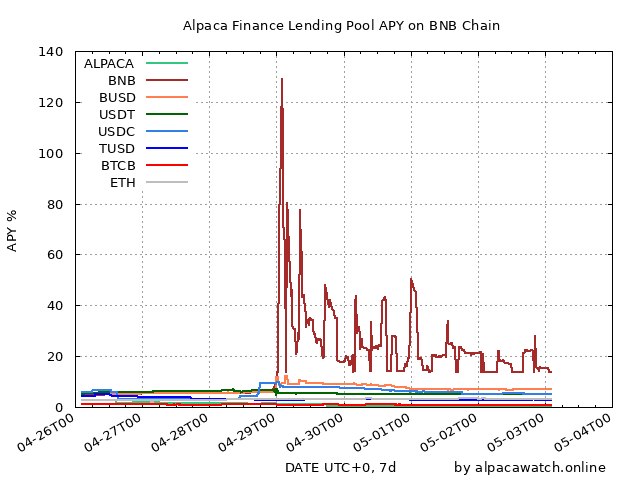 Alpaca Finance Lending Pool APY on BNB Chain
140
120
100
80
60
40
20
0
APY %
ALPACA
BNB
BUSD
USDT
USDC
TUSD
BTCB
ETH
04-26T00
04-27T00
04-28T00
04-29T00
04-30T00
05-01T00
05-02T00
05-03T00
05-04T00
DATE UTC+0, 7d
by alpacawatch.online